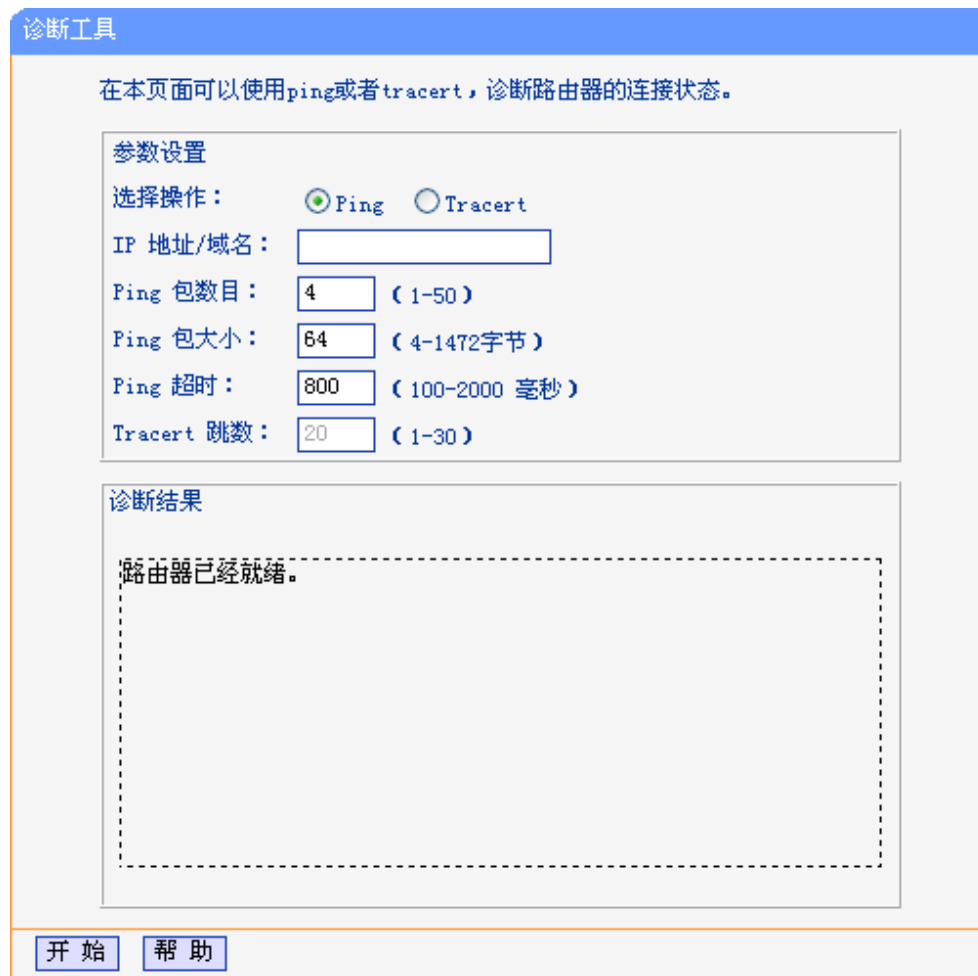 诊断工具
在本页面可以使用ping或者tracert，诊断路由器的连接状态。
参数设置
选择操作： Ping Tracert
IP 地址/域名：
Ping 包数目： 4 （1-50）
Ping 包大小： 64 （4-1472字节）
Ping 超时： 800 （100-2000 毫秒）
Tracert 跳数： 20 （1-30）
诊断结果
路由器已经就绪。
开 始 帮 助